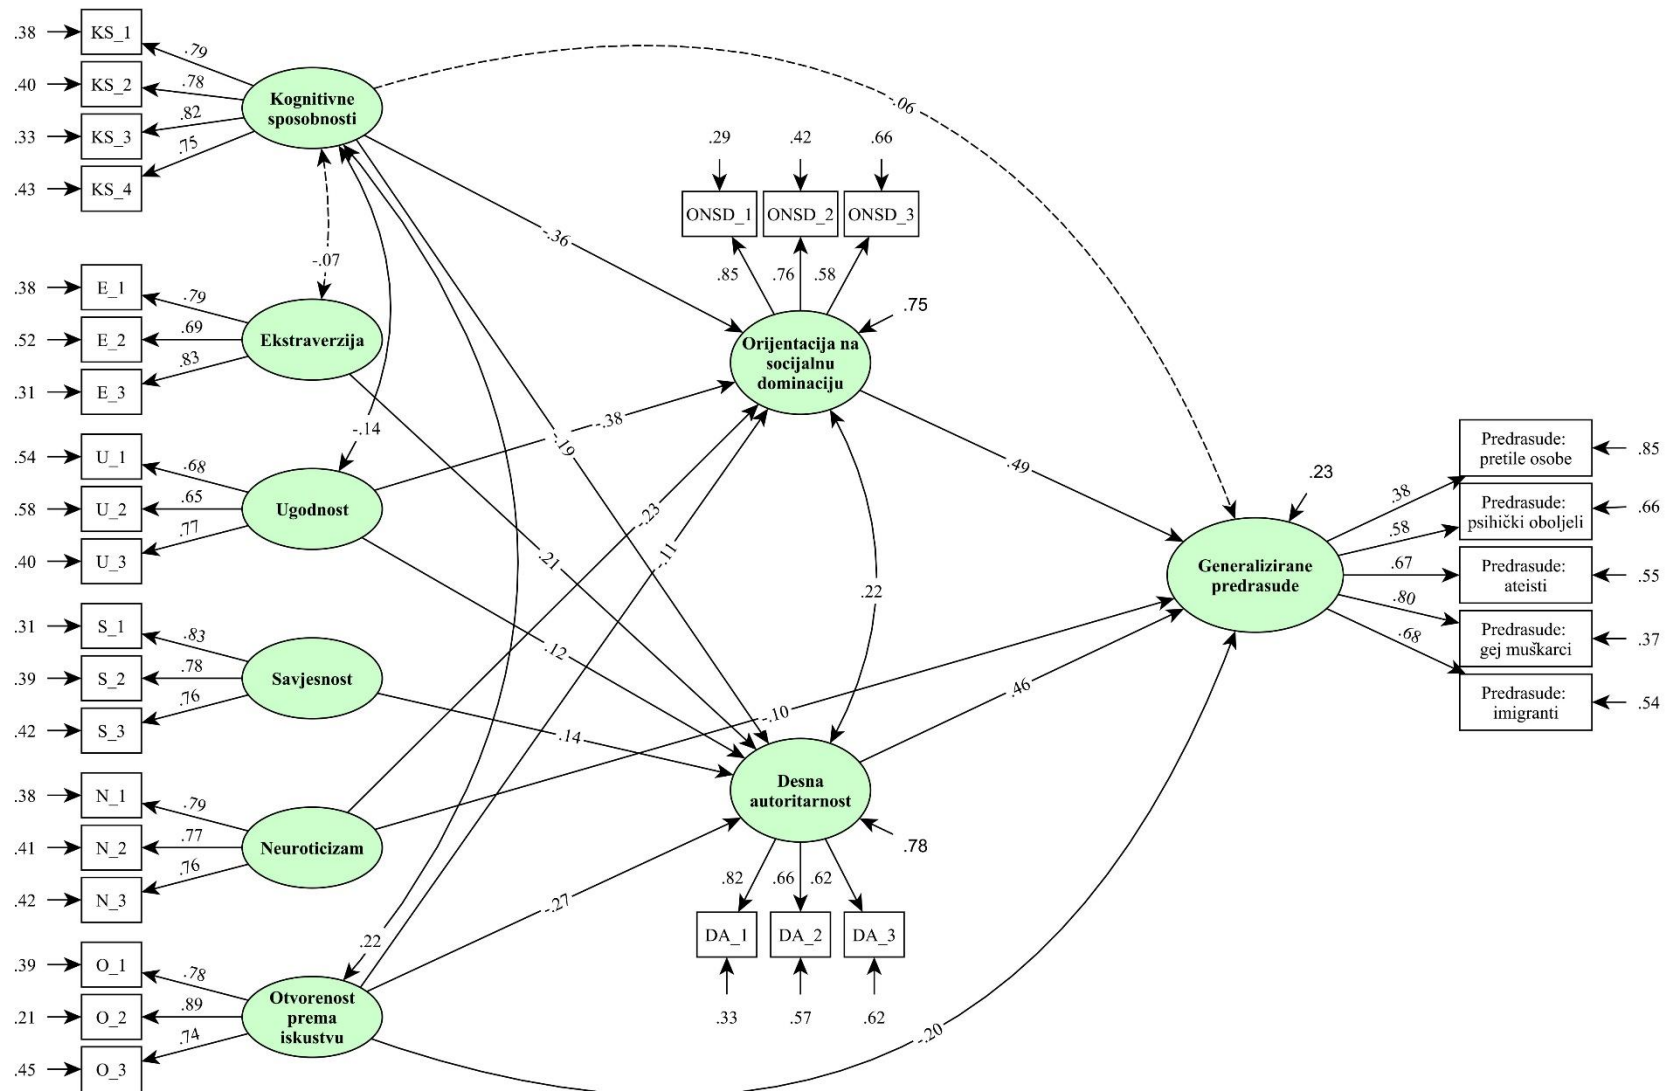 .38
KS_1
.79
.40
KS_2
.78
.33
KS_3
.82
.43
KS_4
.75
Kognitivne
sposobnosti
-.06
-.36
-.07
-.14
-.19
.22
.38
E_1
.79
.52
E_2
.69
.31
E_3
.83
Ekstraverzija
.21
.54
U_1
.68
.58
U_2
.65
.40
U_3
.77
Ugodnost
-.38
.12
.31
S_1
.83
.39
S_2
.78
.42
S_3
.76
Savjesnost
.14
.38
N_1
.79
.41
N_2
.77
.42
N_3
.76
Neuroticizam
-.23
-.10
.39
O_1
.78
.21
O_2
.89
.45
O_3
.74
Otvorenost
prema
iskustvu
-.11
-.27
-.20
.29
.42
.66
ONSD_1
ONSD_2
ONSD_3
.85
.76
.58
.75
Orijentacija na
socijalnu
dominaciju
.49
.22
Desna
autoritarnost
.46
.78
.82
.66
.62
DA_1
DA_2
DA_3
.33
.57
.62
.23
Generalizirane
predrasude
.38
Predrasude:
pretile osobe
.85
.58
Predrasude:
psihički oboljeli
.66
.67
Predrasude:
ateisti
.55
.80
Predrasude:
gej muškarci
.37
.68
Predrasude:
imigranti
.54